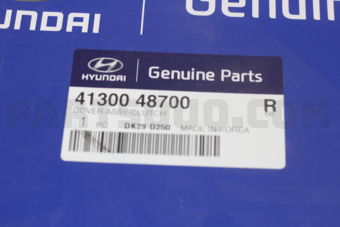 Genuine
HYUNDAI
HYUNDAI Genuine Parts
41300 48700 R
COVER ASSY-CLUTCH
1 PC DK29 D250 MADE IN KOREA